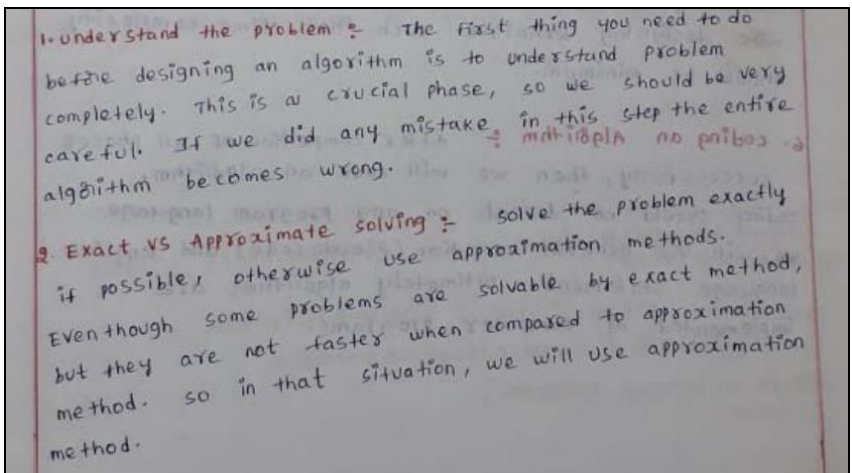 1. Understand the problem :- The first thing you need to do
before designing an algorithm is to understand problem
completely. This is a crucial phase, so we should be very
careful. If we did any mistake in this step the entire
algorithm becomes wrong.
2. Exact vs Approximate solving :- solve the problem exactly
if possible, otherwise use approximation methods.
Even though some problems are solvable by exact method,
but they are not faster when compared to approximation
method. so in that situation, we will use approximation
method.